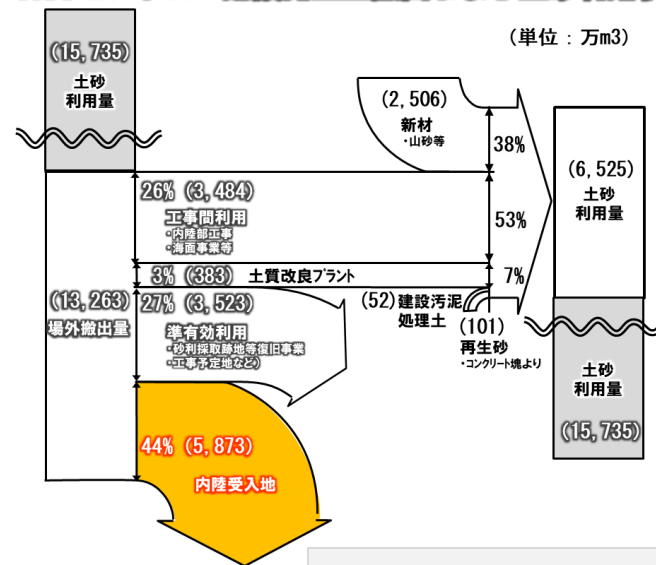 (単位：万m3)
(15,735)
土砂
利用量
(2,506)
新材
・山砂等
38%
(6,525)
土砂
利用量
26% (3,484)
工事間利用
・内陸部工事
・海面事業等
53%
3% (383) 土質改良プラント
7%
(13,263)
場外搬出量
27% (3,523)
準有効利用
・砂利採取跡地等復旧事業
・工事予定地など)
(52)建設汚泥
処理土
(101)
再生砂
・コンクリート塊より
土砂
利用量
(15,735)
44% (5,873)
内陸受入地